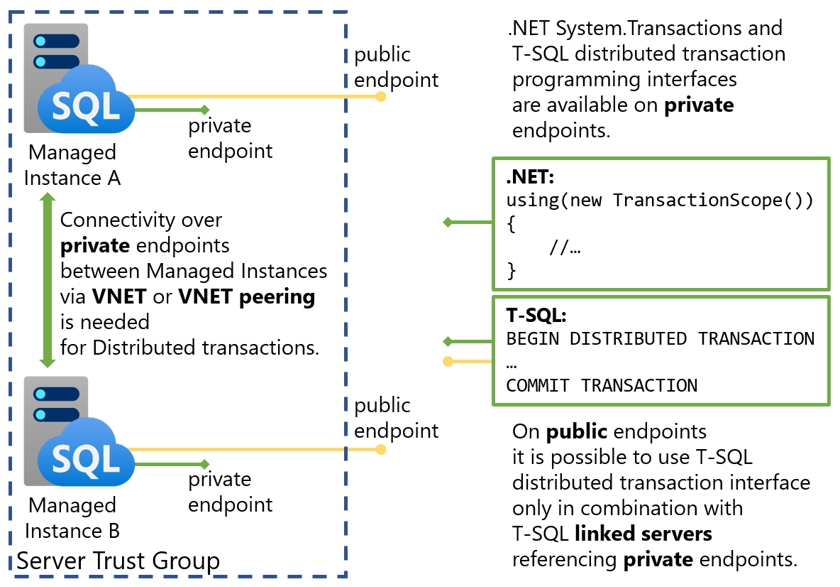 SQL
Managed
Instance A
public
endpoint
private
endpoint
Connectivity over
private endpoints
between Managed Instances
via VNET or VNET peering
is needed
for Distributed transactions.
SQL
Managed
Instance B
public
endpoint
private
endpoint
Server Trust Group
.NET System.Transactions and
T-SQL distributed transaction
programming interfaces
are available on private
endpoints.
.NET:
using(new TransactionScope())
{
//…
}
T-SQL:
BEGIN DISTRIBUTED TRANSACTION
…
COMMIT TRANSACTION
On public endpoints
it is possible to use T-SQL
distributed transaction interface
only in combination with
T-SQL linked servers
referencing private endpoints.